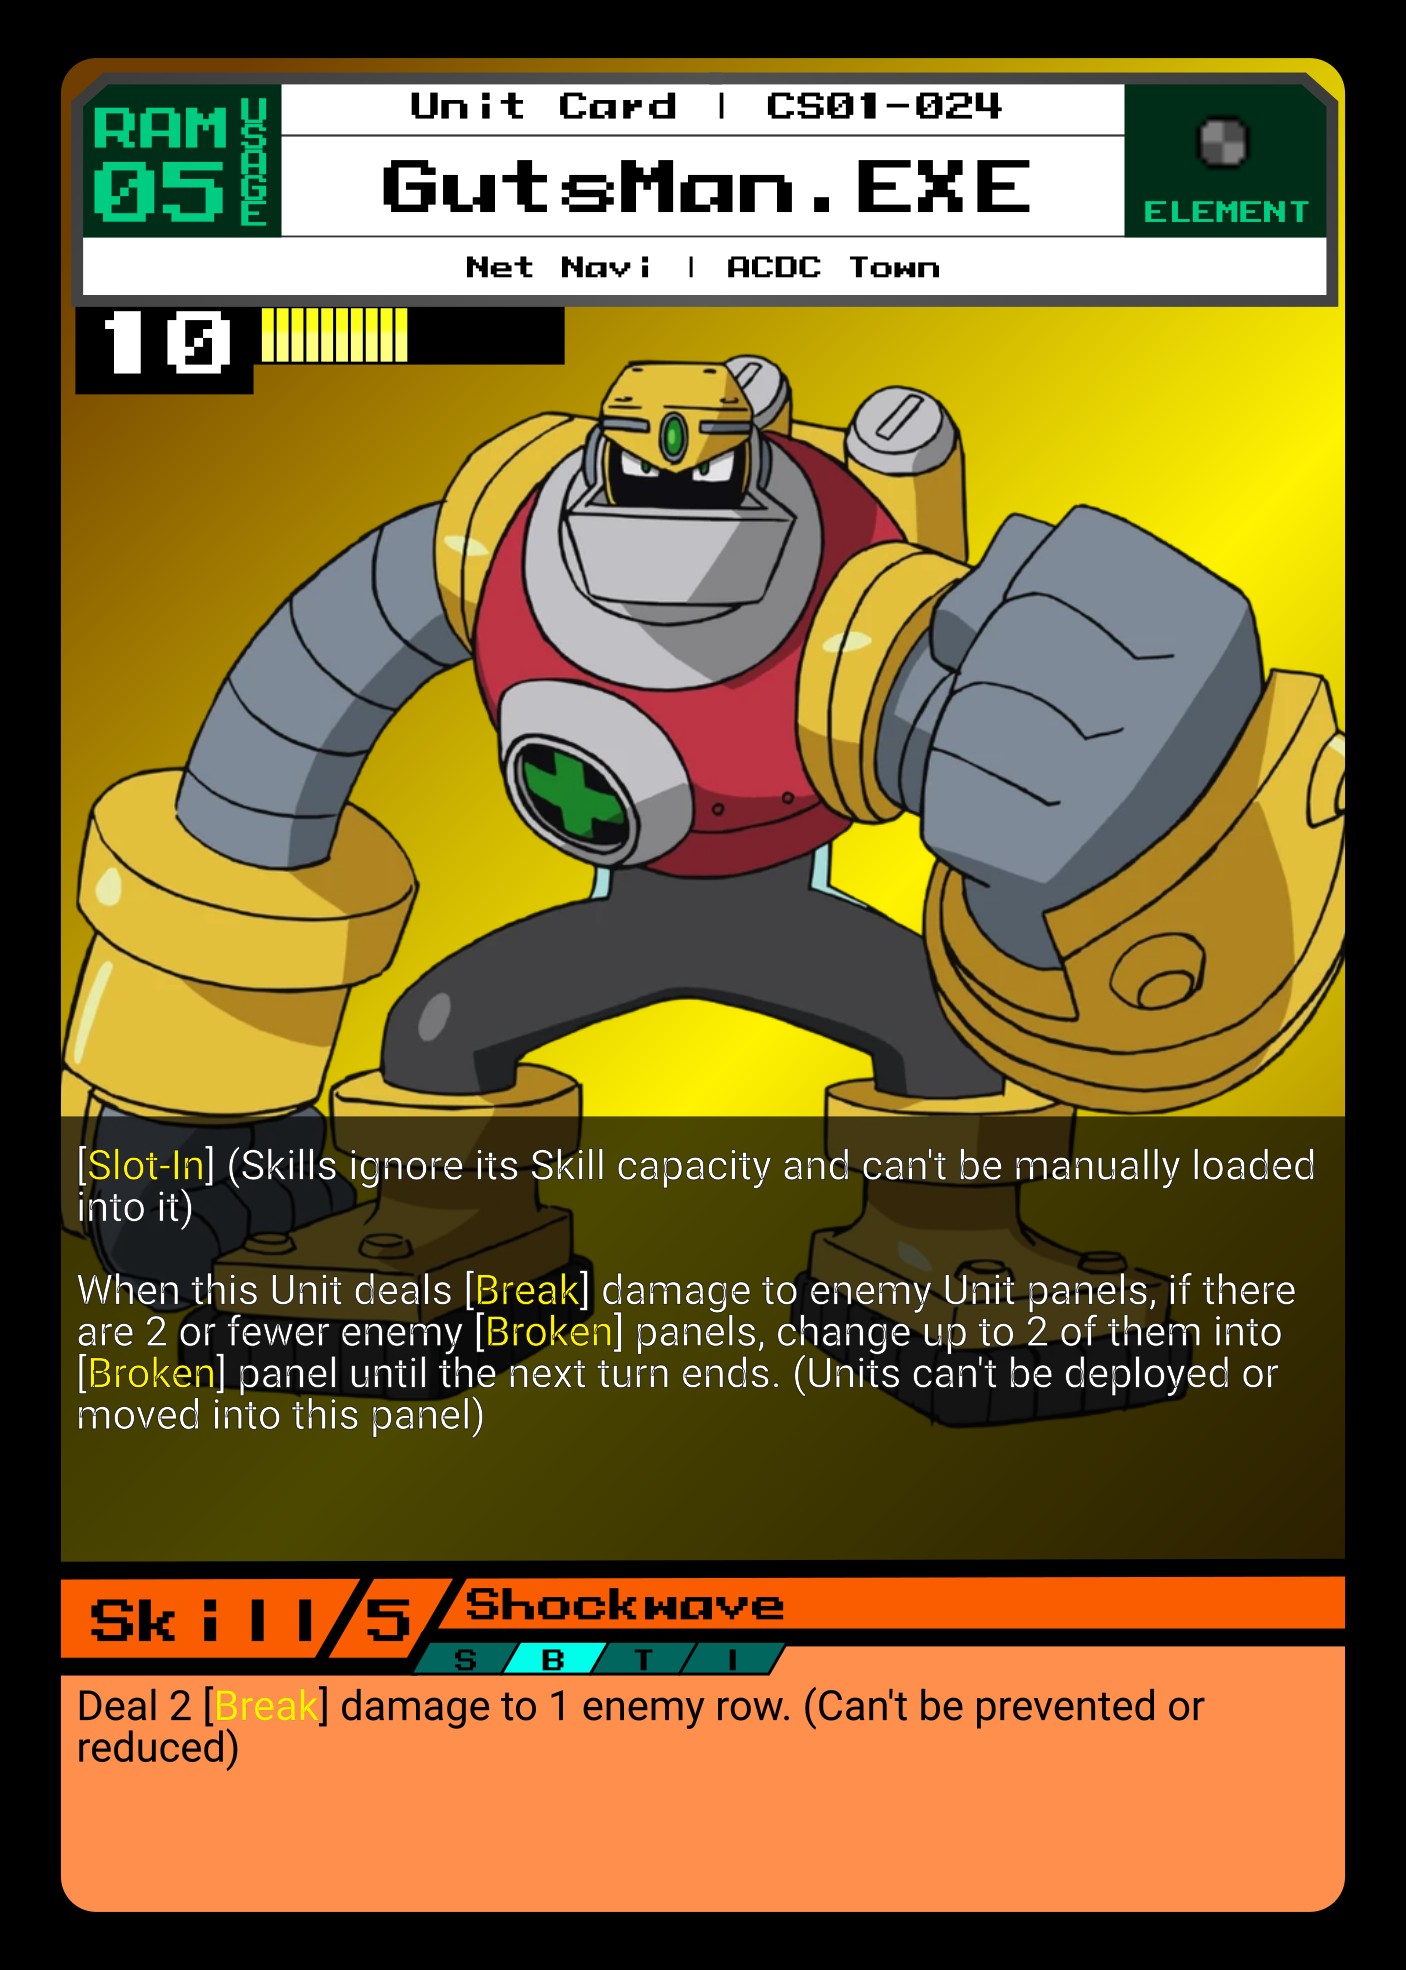 Unit Card | CS01-024
RAM
05
USAGE
GutsMan.EXE
ELEMENT
Net Navi | ACDC Town
10
[Slot-In] (Skills ignore its Skill capacity and can't be manually loaded
into it)
When this Unit deals [Break] damage to enemy Unit panels, if there
are 2 or fewer enemy [Broken] panels, change up to 2 of them into
[Broken] panel until the next turn ends. (Units can't be deployed or
moved into this panel)
Skill/5/
Shockwave
S B T I
Deal 2 [Break] damage to 1 enemy row. (Can't be prevented or
reduced)